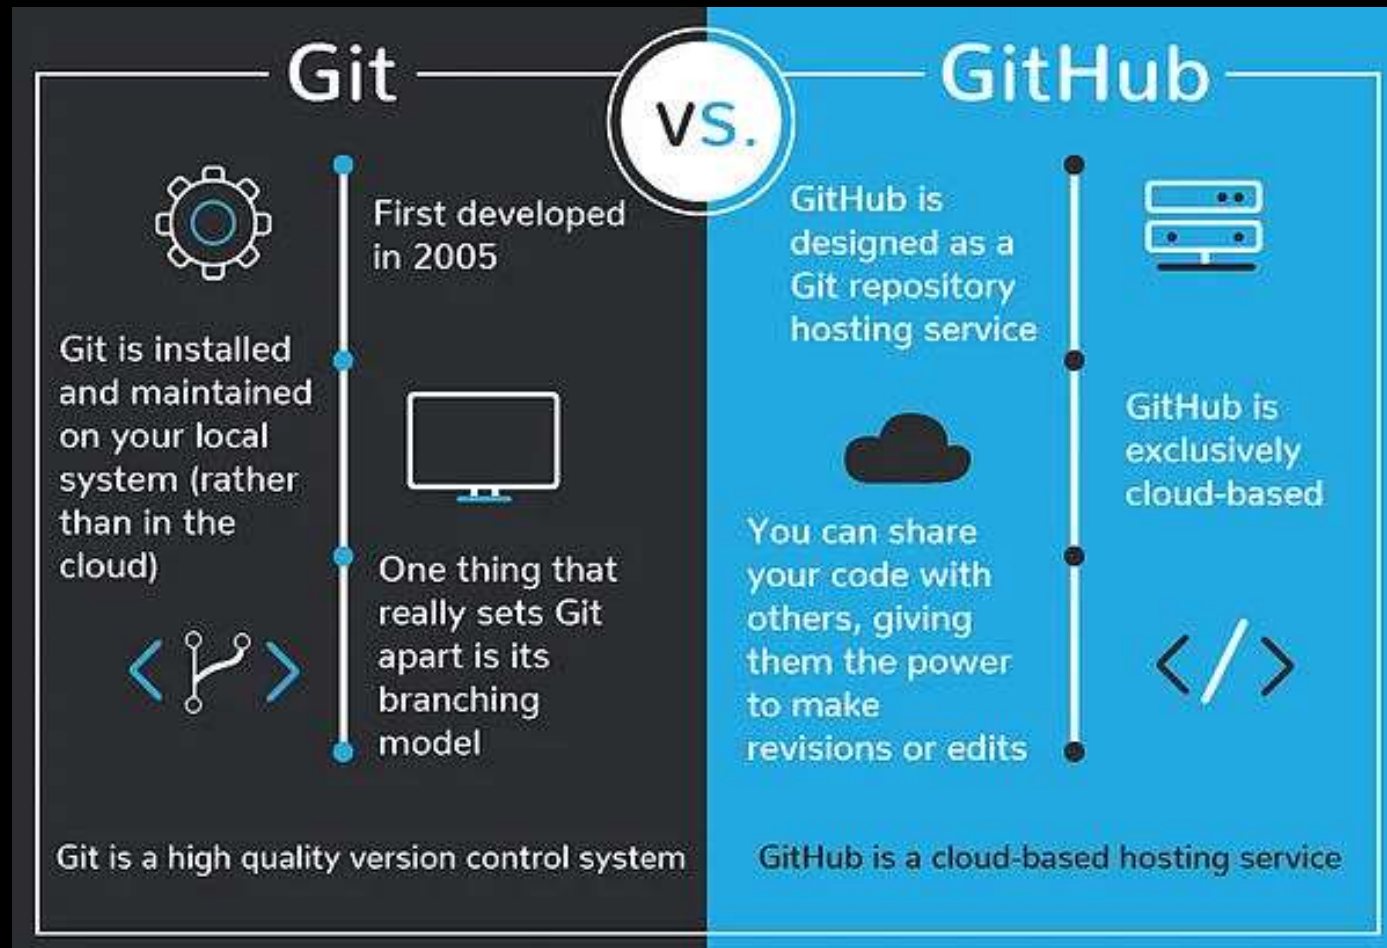 Git
vs.
GitHub
First developed
in 2005
Git is installed
and maintained
on your local
system (rather
than in the
cloud)
One thing that
really sets Git
apart is its
branching
model
Git is a high quality version control system
GitHub is
designed as a
Git repository
hosting service
GitHub is
exclusively
cloud-based
You can share
your code with
others, giving
them the power
to make
revisions or edits
GitHub is a cloud-based hosting service